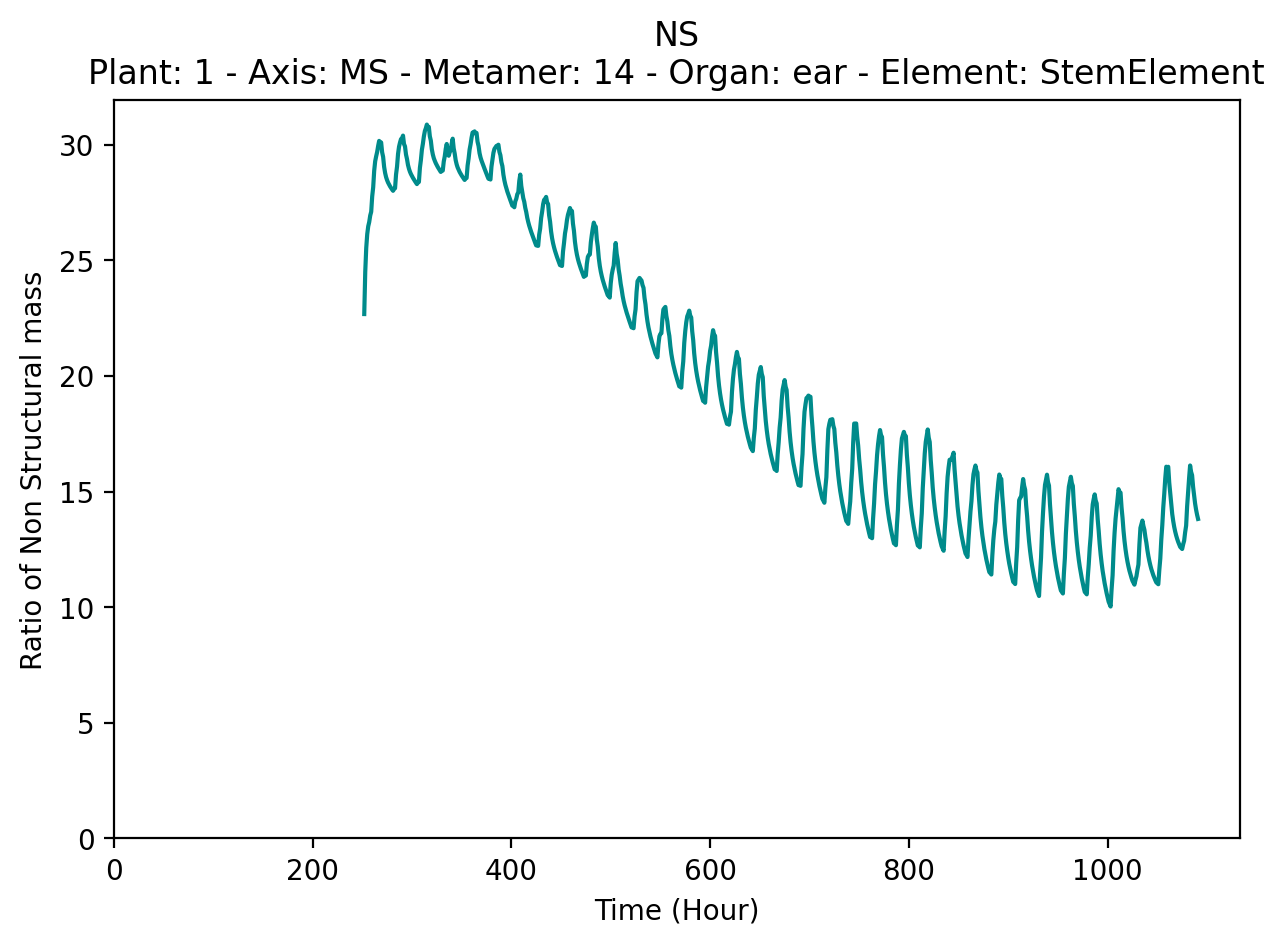 NS
Plant: 1 - Axis: MS - Metamer: 14 - Organ: ear - Element: StemElement
Ratio of Non Structural mass
30
25
20
15
10
5
0
0 200 400 600 800 1000
Time (Hour)